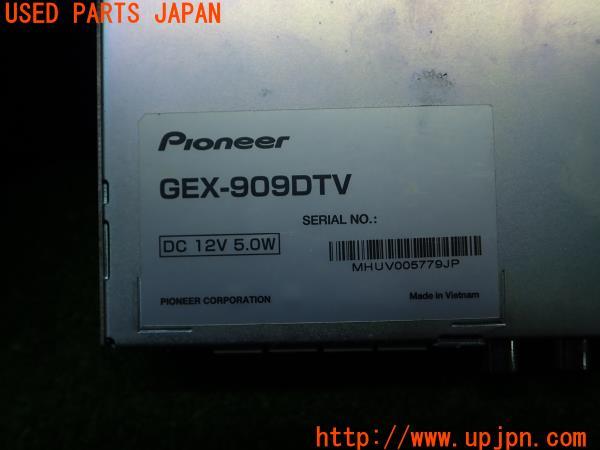 USED PARTS JAPAN
Pioneer
GEX-909DTV
SERIAL NO.:
DC 12V 5.0W
MHUV005779JP
PIONEER CORPORATION
Made in Vietnam
http://www.upjpn.com/